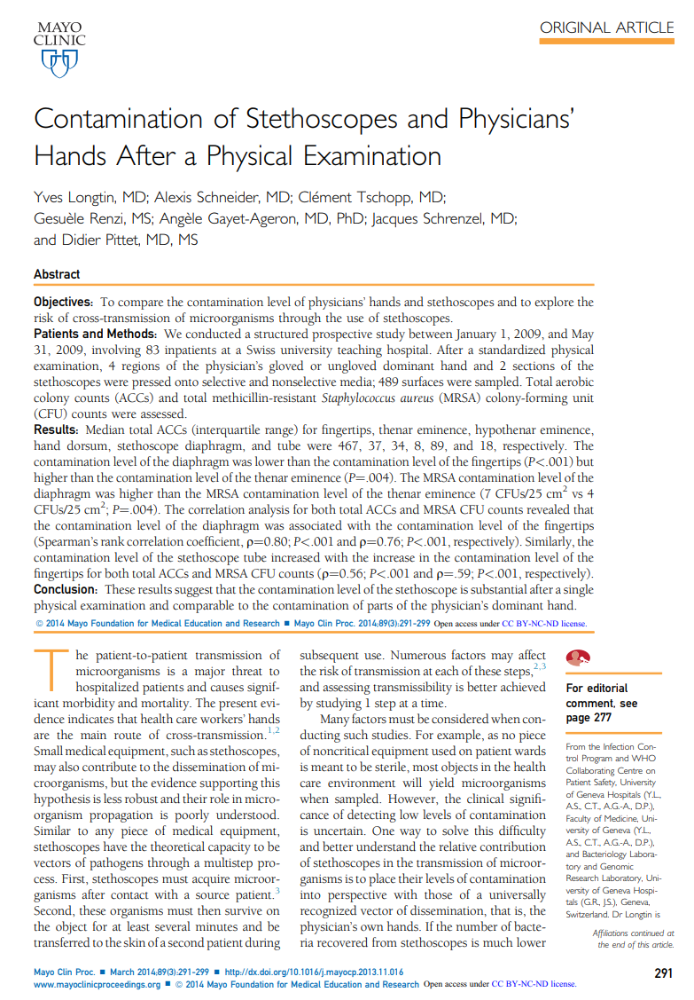 MAYO
CLINIC
ORIGINAL ARTICLE
Contamination of Stethoscopes and Physicians’
Hands After a Physical Examination
Yves Longtin, MD; Alexis Schneider, MD; Clément Tschopp, MD;
Gesuèle Renzi, MS; Angèle Gayet-Ageron, MD, PhD; Jacques Schrenzel, MD;
and Didier Pittet, MD, MS
Abstract
Objectives: To compare the contamination level of physicians’ hands and stethoscopes and to explore the
risk of cross-transmission of microorganisms through the use of stethoscopes.
Patients and Methods: We conducted a structured prospective study between January 1, 2009, and May
31, 2009, involving 83 inpatients at a Swiss university teaching hospital. After a standardized physical
examination, 4 regions of the physician’s gloved or ungloved dominant hand and 2 sections of the
stethoscopes were pressed onto selective and nonselective media; 489 surfaces were sampled. Total aerobic
colony counts (ACCs) and total methicillin-resistant Staphylococcus aureus (MRSA) colony-forming unit
(CFU) counts were assessed.
Results: Median total ACCs (interquartile range) for fingertips, thenar eminence, hypothenar eminence,
hand dorsum, stethoscope diaphragm, and tube were 467, 37, 34, 8, 89, and 18, respectively. The
contamination level of the diaphragm was lower than the contamination level of the fingertips (P<.001) but
higher than the contamination level of the thenar eminence (P=.004). The MRSA contamination level of the
diaphragm was higher than the MRSA contamination level of the thenar eminence (7 CFUs/25 cm² vs 4
CFUs/25 cm²; P=.004). The correlation analysis for both total ACCs and MRSA CFU counts revealed that
the contamination level of the diaphragm was associated with the contamination level of the fingertips
(Spearman’s rank correlation coefficient, ρ=0.80; P<.001 and ρ=0.76; P<.001, respectively). Similarly, the
contamination level of the stethoscope tube increased with the increase in the contamination level of the
fingertips for both total ACCs and MRSA CFU counts (ρ=0.56; P<.001 and ρ=.59; P<.001, respectively).
Conclusion: These results suggest that the contamination level of the stethoscope is substantial after a single
physical examination and comparable to the contamination of parts of the physician’s dominant hand.
© 2014 Mayo Foundation for Medical Education and Research ■ Mayo Clin Proc. 2014;89(3):291-299 Open access under CC BY-NC-ND license.
The patient-to-patient transmission of
microorganisms is a major threat to
hospitalized patients and causes signif-
icant morbidity and mortality. The present evi-
dence indicates that health care workers’ hands
are the main route of cross-transmission.1,2
Small medical equipment, such as stethoscopes,
may also contribute to the dissemination of mi-
croorganisms, but the evidence supporting this
hypothesis is less robust and their role in micro-
organism propagation is poorly understood.
Similar to any piece of medical equipment,
stethoscopes have the theoretical capacity to be
vectors of pathogens through a multistep pro-
cess. First, stethoscopes must acquire microor-
ganisms after contact with a source patient.3
Second, these organisms must then survive on
the object for at least several minutes and be
transferred to the skin of a second patient during
subsequent use. Numerous factors may affect
the risk of transmission at each of these steps,2,3
and assessing transmissibility is better achieved
by studying 1 step at a time.
Many factors must be considered when con-
ducting such studies. For example, as no piece
of noncritical equipment used on patient wards
is meant to be sterile, most objects in the health
care environment will yield microorganisms
when sampled. However, the clinical signifi-
cance of detecting low levels of contamination
is uncertain. One way to solve this difficulty
and better understand the relative contribution
of stethoscopes in the transmission of microor-
ganisms is to place their levels of contamination
into perspective with those of a universally
recognized vector of dissemination, that is, the
physician’s own hands. If the number of bacte-
ria recovered from stethoscopes is much lower
For editorial
comment, see
page 277
From the Infection Con-
trol Program and WHO
Collaborating Centre on
Patient Safety, University
of Geneva Hospitals (Y.L.,
A.S., C.T., A.G.-A., D.P.),
Faculty of Medicine, Uni-
versity of Geneva (Y.L.,
A.S., C.T., A.G.-A., D.P.),
and Bacteriology Labora-
tory and Genomic
Research Laboratory, Uni-
versity of Geneva Hospi-
tals (G.R., J.S.), Geneva,
Switzerland. Dr Longtin is
Affiliations continued at
the end of this article.
Mayo Clin Proc. ■ March 2014;89(3):291-299 ■ http://dx.doi.org/10.1016/j.mayocp.2013.11.016
www.mayoclinicproceedings.org ■ © 2014 Mayo Foundation for Medical Education and Research Open access under CC BY-NC-ND license.
291